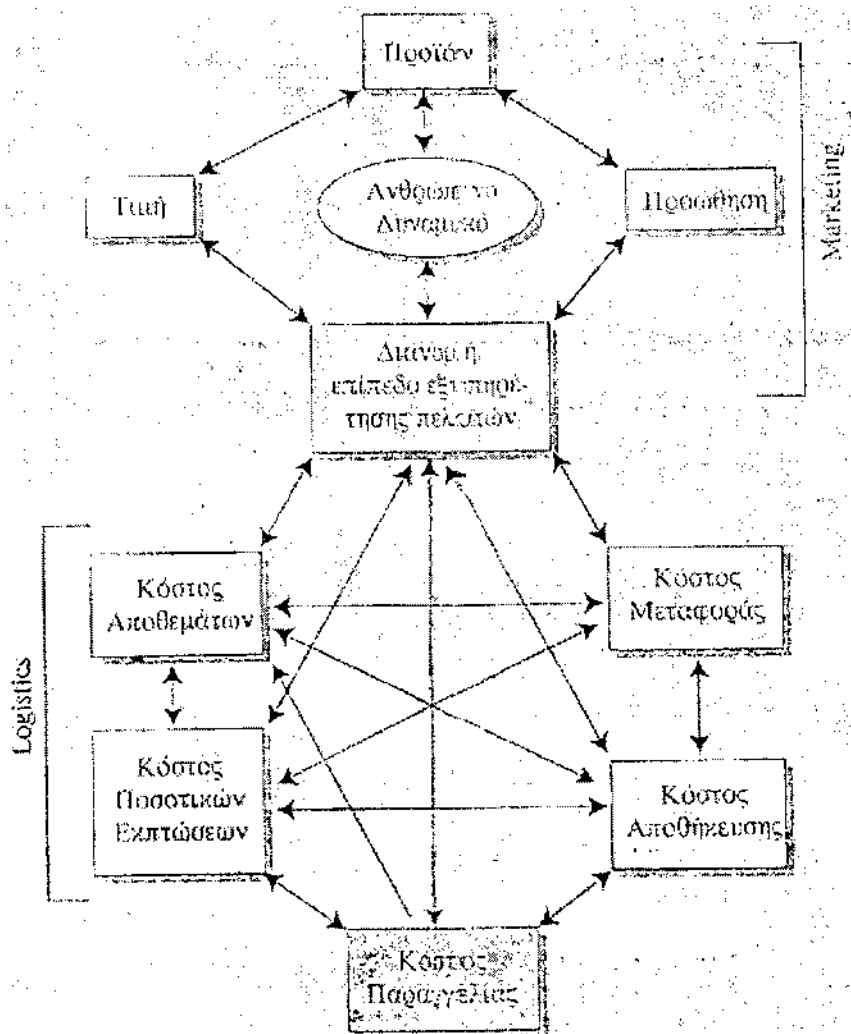 Προϊόν
Τιμή
Ανθρώπινο
Δυναμικό
Προώθηση
Marketing
Διανομή ή
επίπεδο εξυπηρέ-
τησης πελατών
Κόστος
Αποθεμάτων
Κόστος
Μεταφοράς
Logistics
Κόστος
Ποσοτικών
Εκπτώσεων
Κόστος
Αποθήκευσης
Κόστος
Παραγγελίας